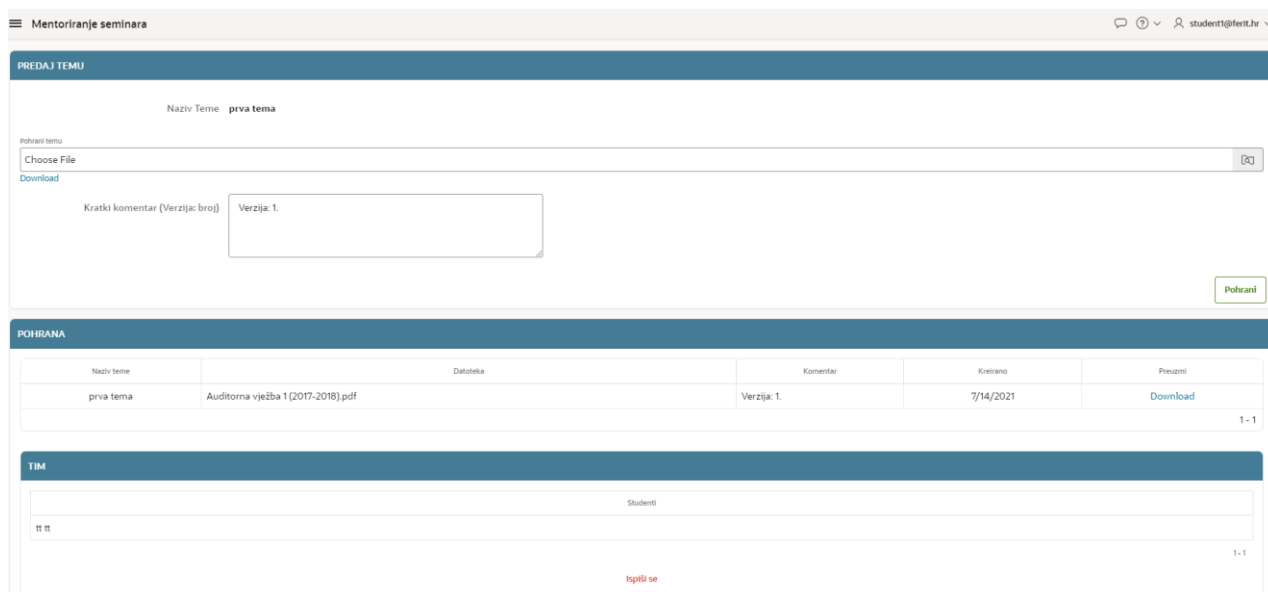 Mentoriranje seminara
student1@ferit.hr
PREDAJ TEMU
Naziv Teme prva tema
Pohrani temu
Choose File
Download
Kratki komentar (Verzija: broj) Verzija: 1.
Pohrani
POHRANA
Naziv teme Datoteka Komentar Kreirano Preuzmi
prva tema Auditorna vježba 1 (2017-2018).pdf Verzija: 1. 7/14/2021 Download
1 - 1
TIM
Studenti
tt tt
1 - 1
Ispiši se